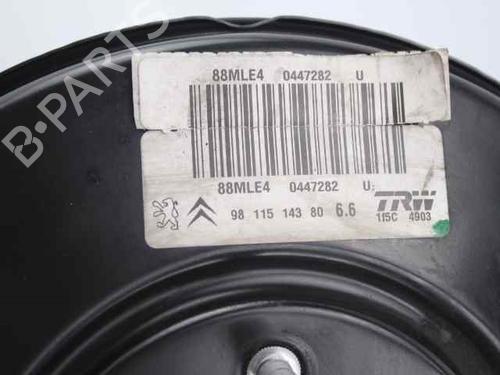 88MLE4 0447282 U
88MLE4 0447282 U:
98 115 143 80 6.6
TRW
115C 4903
B-PARTS